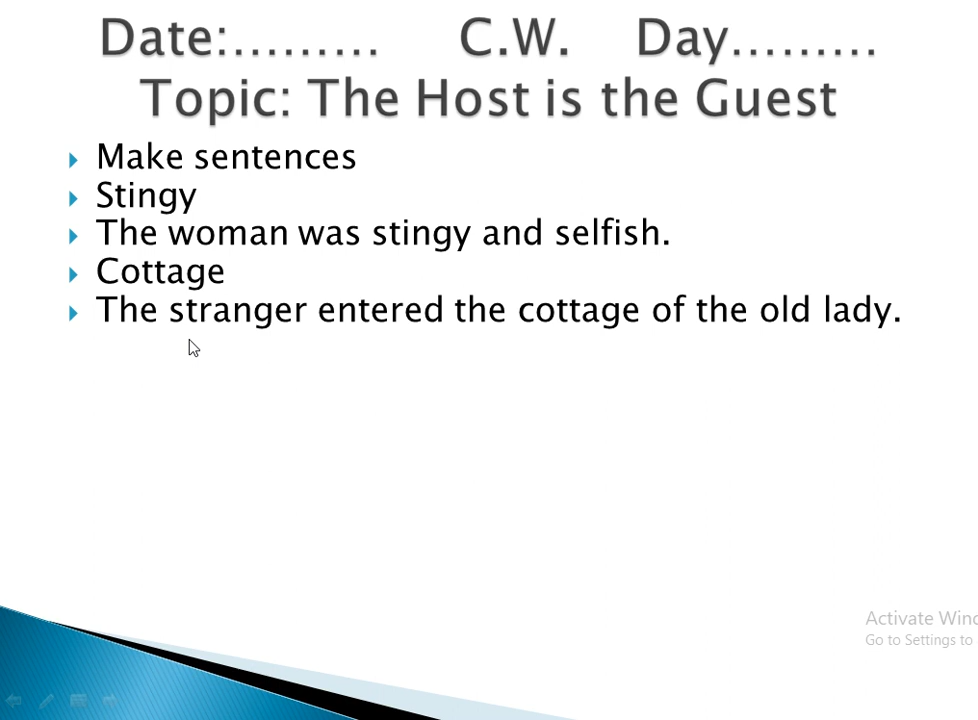 Date:......... C.W. Day.........
Topic: The Host is the Guest
Make sentences
Stingy
The woman was stingy and selfish.
Cottage
The stranger entered the cottage of the old lady.
Activate Wind
Go to Settings to